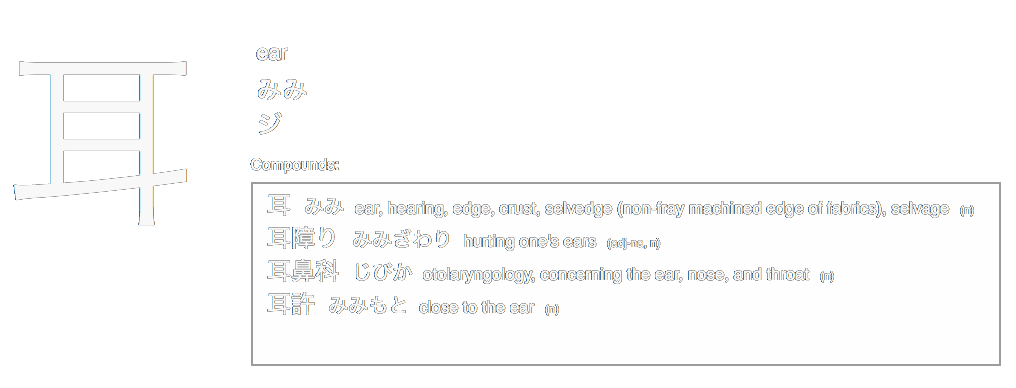 耳
ear
みみ
ジ
Compounds:
耳 みみ ear, hearing, edge, crust, selvedge (non-fray machined edge of fabrics), selvage (n)
耳障り みみざわり hurting one's ears (adj-na, n)
耳鼻科 じびか otolaryngology, concerning the ear, nose, and throat (n)
耳許 みみもと close to the ear (n)